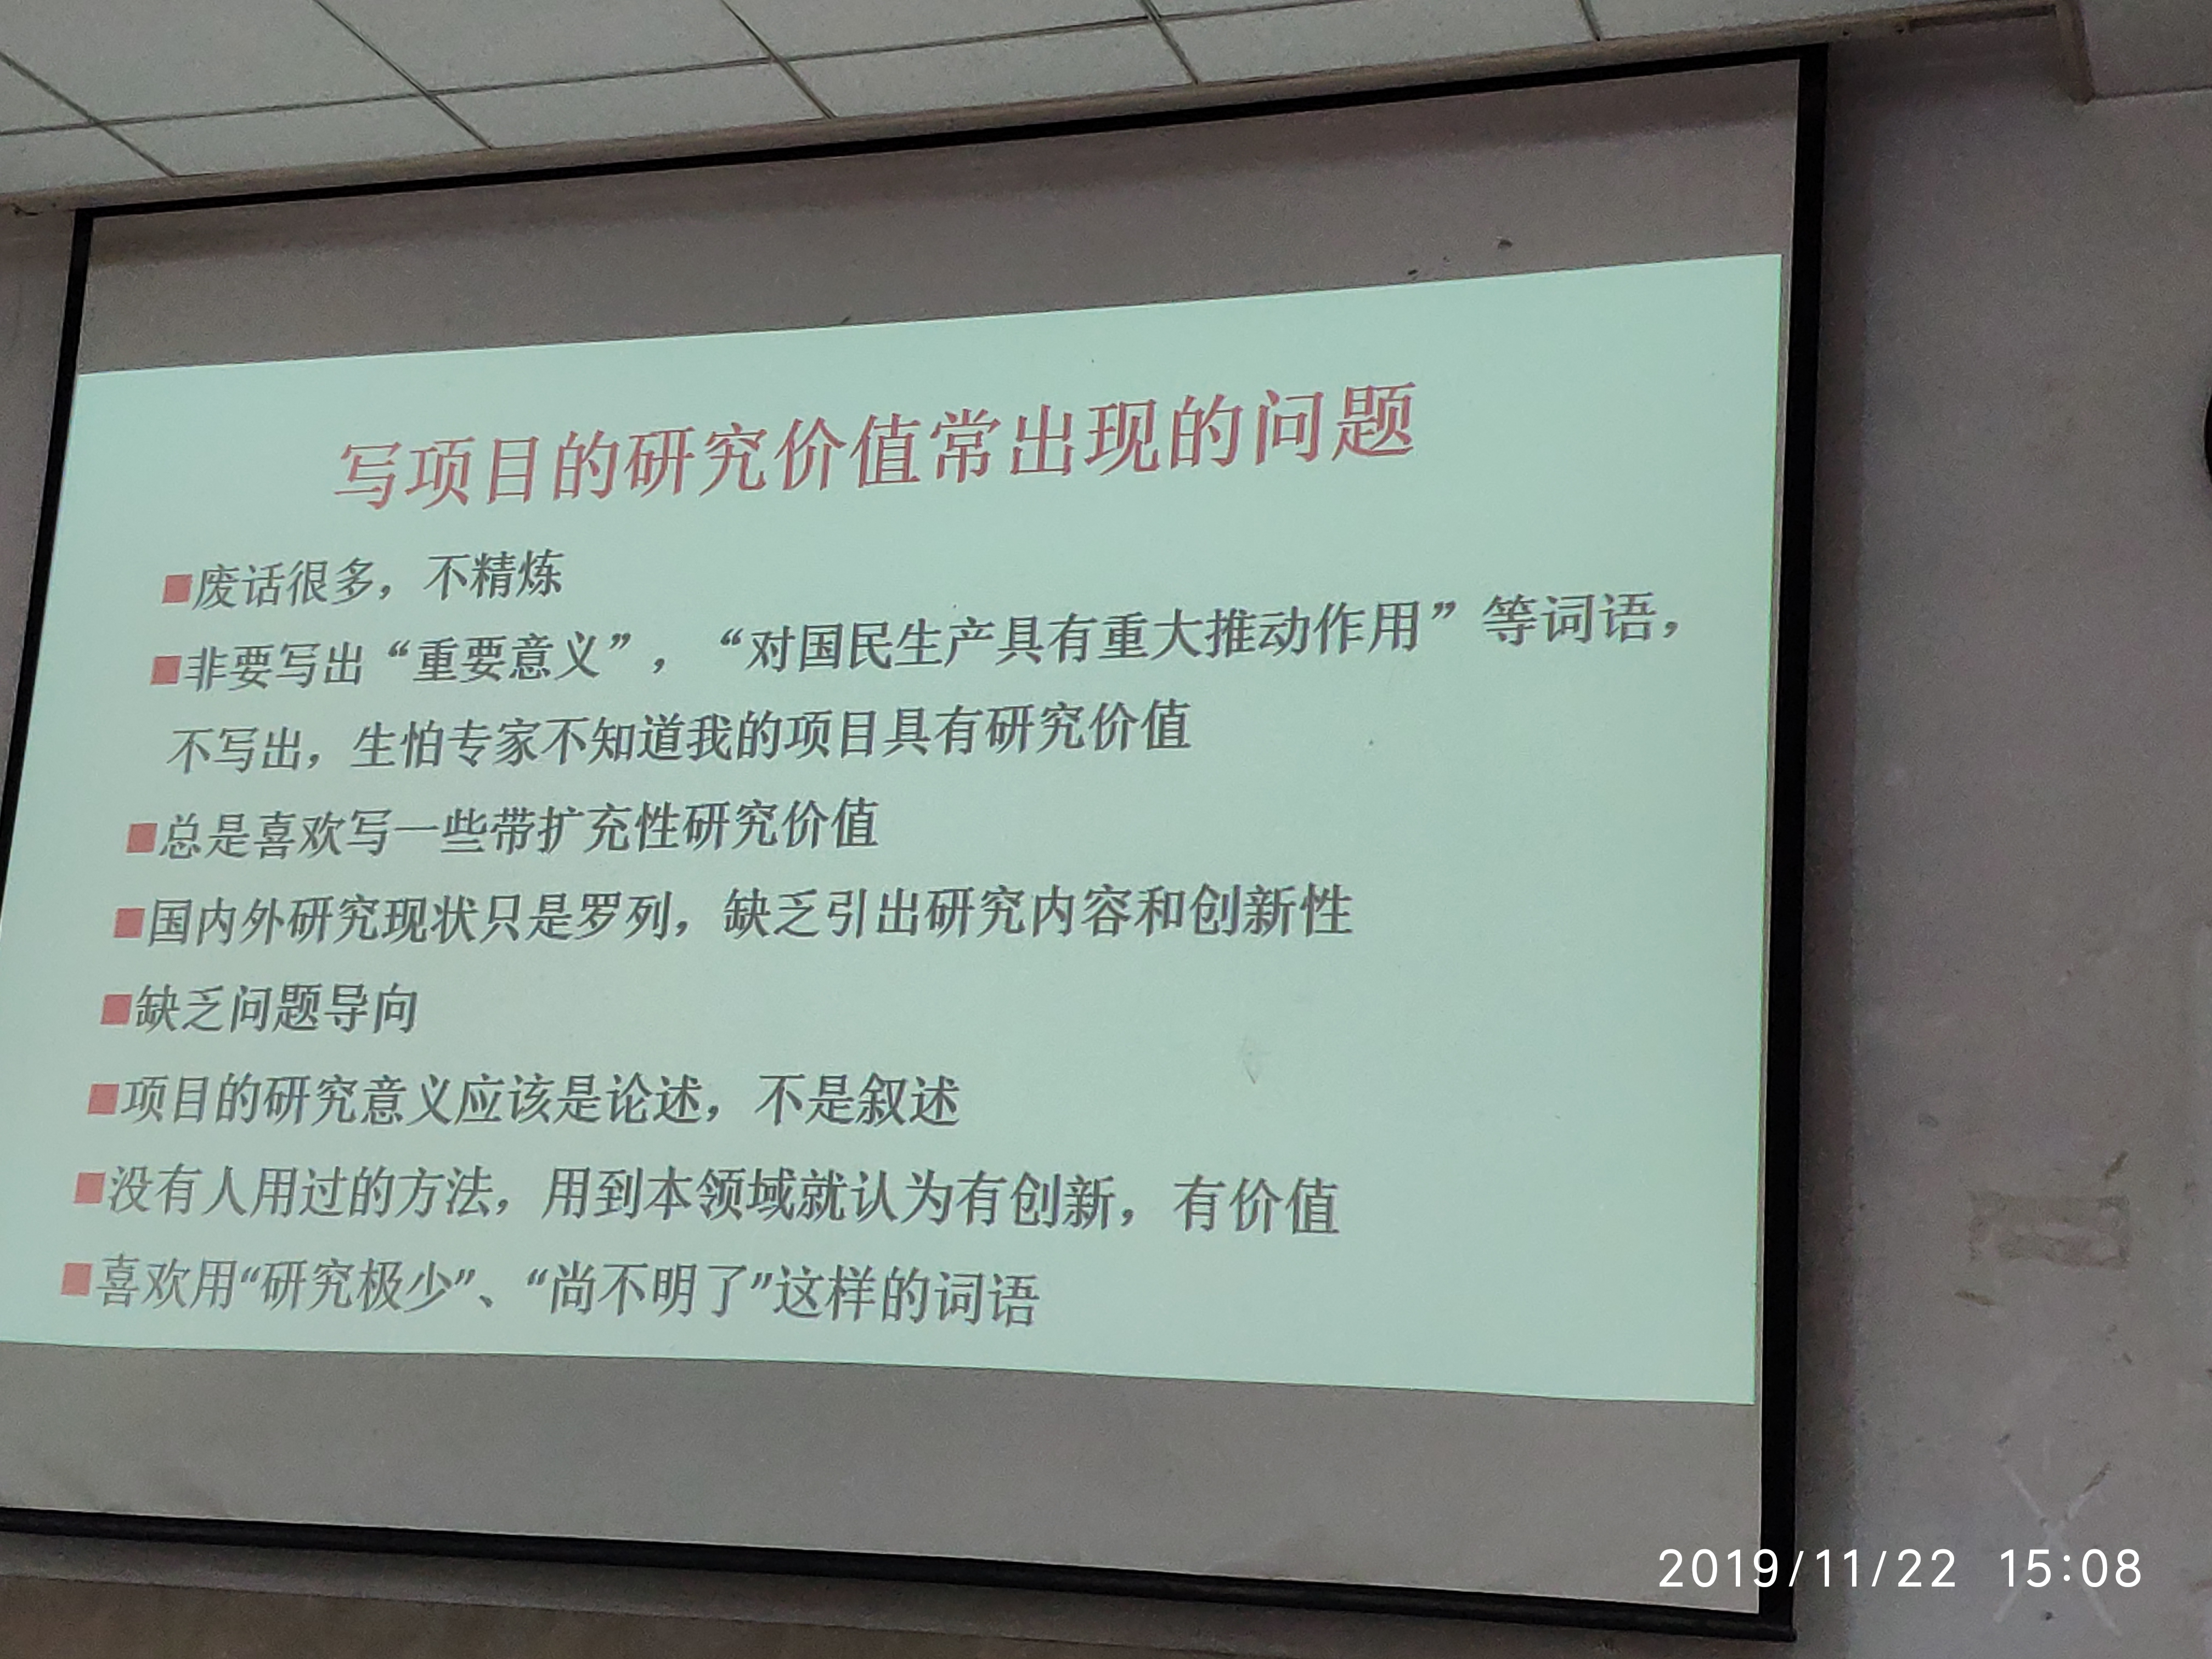 写项目的研究价值常出现的问题
■废话很多，不精炼
■非要写出“重要意义”，“对国民生产具有重大推动作用”等词语，
不写出，生怕专家不知道我的项目具有研究价值
■总是喜欢写一些带扩充性研究价值
■国内外研究现状只是罗列，缺乏引出研究内容和创新性
■缺乏问题导向
■项目的研究意义应该是论述，不是叙述
■没有人用过的方法，用到本领域就认为有创新，有价值
■喜欢用“研究极少”、“尚不明了”这样的词语
2019/11/22 15:08